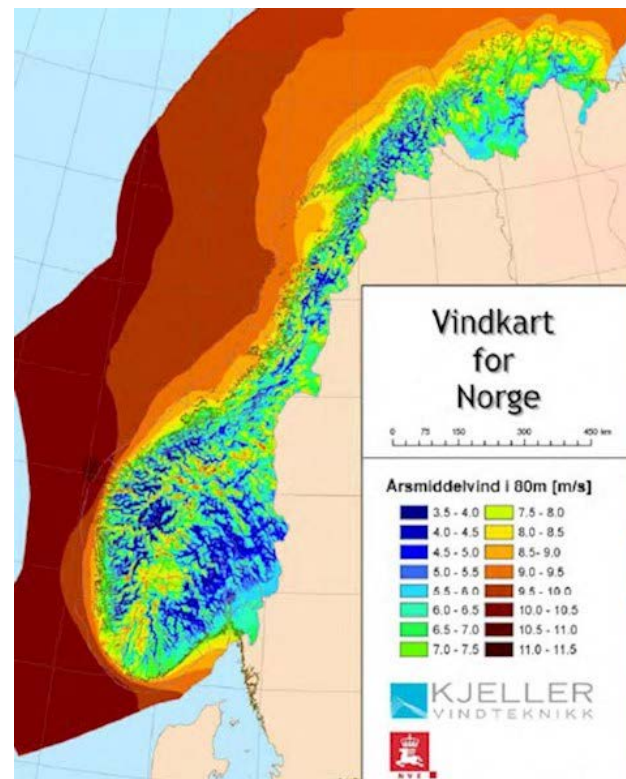 Vindkart
for
Norge
0 75 150 300 450 km
Årsmiddelvind i 80m [m/s]
3.5 - 4.0 7.5 - 8.0
4.0 - 4.5 8.0 - 8.5
4.5 - 5.0 8.5- 9.0
5.0 - 5.5 9.0 - 9.5
5.5 - 6.0 9.5 - 10.0
6.0 - 6.5 10.0 - 10.5
6.5 - 7.0 10.5 - 11.0
7.0 - 7.5 11.0 - 11.5
KJELLER
VINDTEKNIKK
NVE